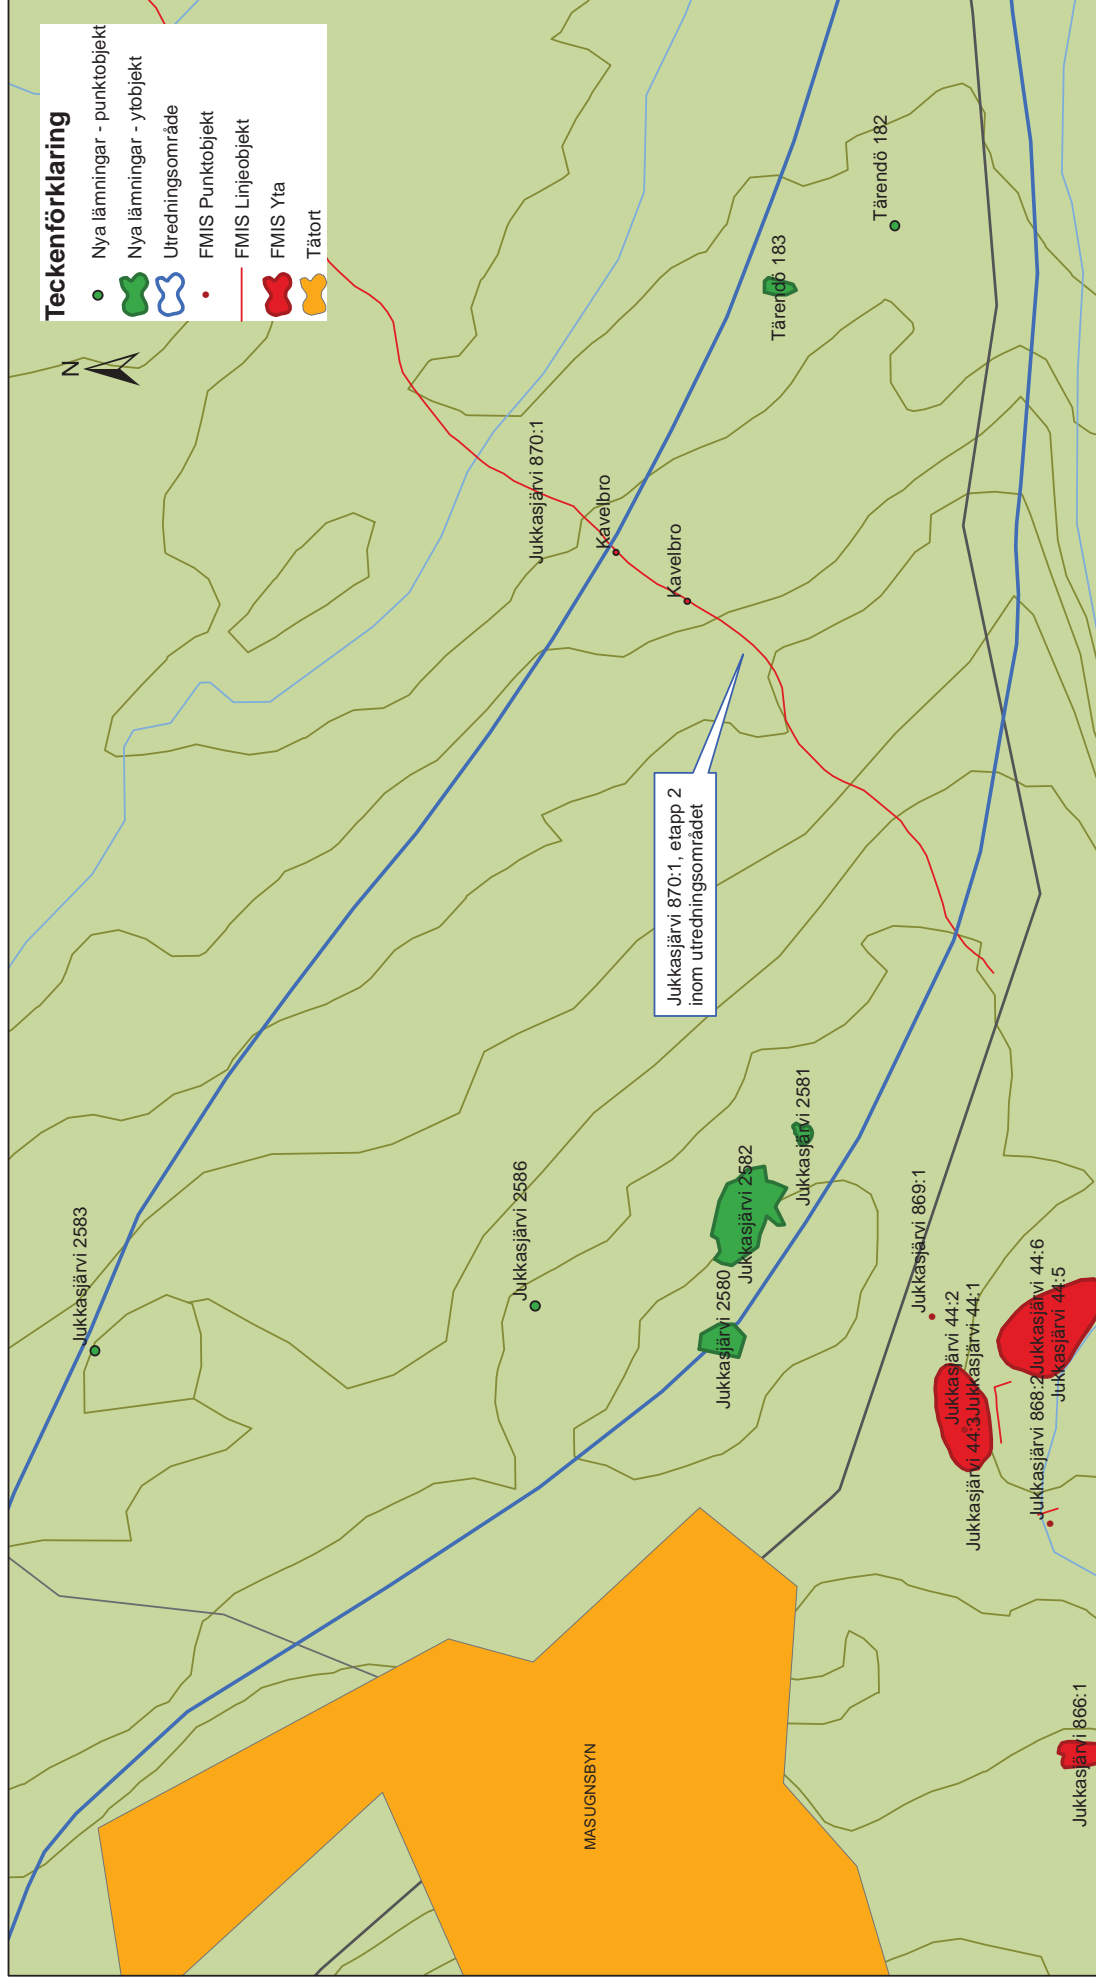 Teckenförklaring
Nya lämningar - punktobjekt
Nya lämningar - ytobjekt
Utredningsområde
FMIS Punktobjekt
FMIS Linjeobjekt
FMIS Yta
Tätort
N
Jukkasjärvi 2583
Jukkasjärvi 2586
Jukkasjärvi 870:1
Kavelbro
Kavelbro
Jukkasjärvi 870:1, etapp 2
inom utredningsområdet
Tärendö 183
Tärendö 182
MASUGNSBYN
Jukkasjärvi 2580
Jukkasjärvi 2582
Jukkasjärvi 2581
Jukkasjärvi 869:1
Jukkasjärvi 44:2
Jukkasjärvi 44:3
Jukkasjärvi 44:1
Jukkasjärvi 868:2
Jukkasjärvi 44:6
Jukkasjärvi 44:5
Jukkasjärvi 866:1